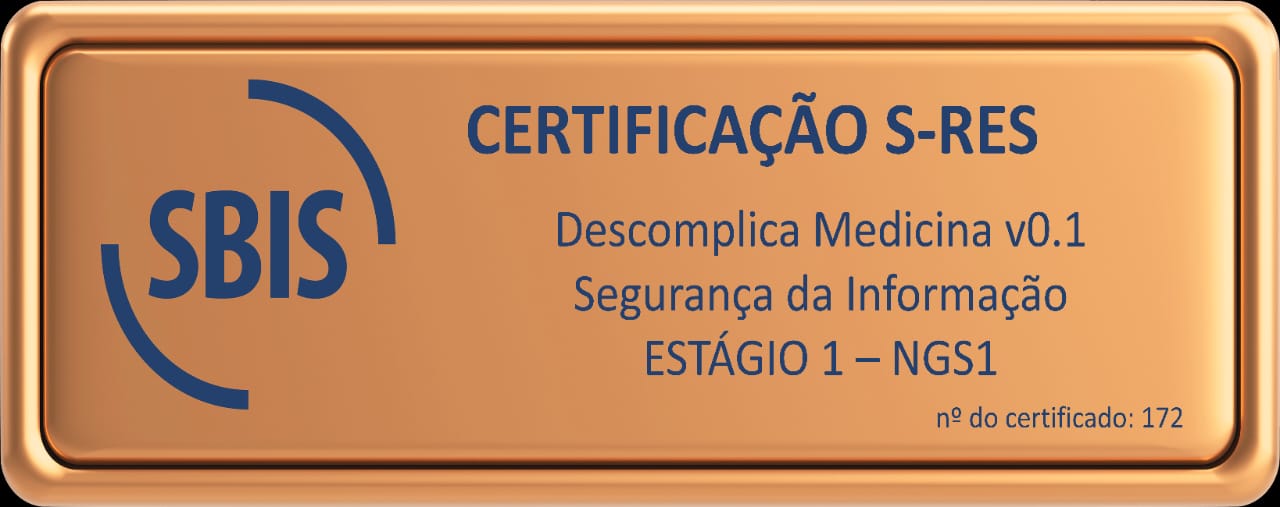 SBIS
CERTIFICAÇÃO S-RES
Descomplica Medicina v0.1
Segurança da Informação
ESTÁGIO 1 – NGS1
nº do certificado: 172